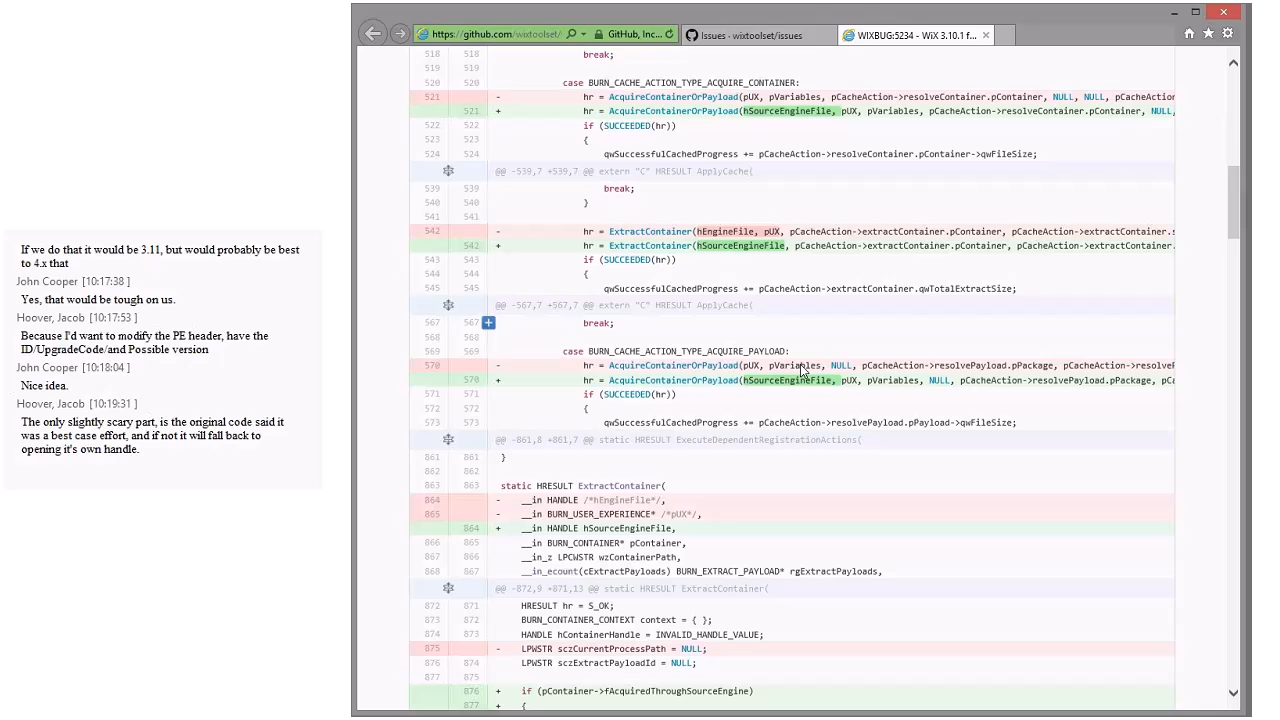 If we do that it would be 3.11, but would probably be best
to 4.x that
John Cooper [10:17:38]
Yes, that would be tough on us.
Hoover, Jacob [10:17:53]
Because I'd want to modify the PE header, have the
ID/UpgradeCode/and Possible version
John Cooper [10:18:04]
Nice idea.
Hoover, Jacob [10:19:31]
The only slightly scary part, is the original code said it
was a best case effort, and if not it will fall back to
opening it's own handle.
https://github.com/wixtoolset/ GitHub, Inc... Issues - wixtoolset/issues WIXBUG:5234 - WiX 3.10.1 f...
518 518 break;
519 519
520 520 case BURN_CACHE_ACTION_TYPE_ACQUIRE_CONTAINER:
521 - hr = AcquireContainerOrPayload(pUX, pVariables, pCacheAction->resolveContainer.pContainer, NULL, NULL, pCacheAction
521 + hr = AcquireContainerOrPayload(hSourceEngineFile, pUX, pVariables, pCacheAction->resolveContainer.pContainer, NULL,
522 522 if (SUCCEEDED(hr))
523 523 {
524 524 qwSuccessfulCachedProgress += pCacheAction->resolveContainer.pContainer->qwFileSize;
@@ -539,7 +539,7 @@ extern "C" HRESULT ApplyCache(
539 539 break;
540 540 }
541 541
542 - hr = ExtractContainer(hEngineFile, pUX, pCacheAction->extractContainer.pContainer, pCacheAction->extractContainer.s
542 + hr = ExtractContainer(hSourceEngineFile, pCacheAction->extractContainer.pContainer, pCacheAction->extractContainer.
543 543 if (SUCCEEDED(hr))
544 544 {
545 545 qwSuccessfulCachedProgress += pCacheAction->extractContainer.qwTotalExtractSize;
@@ -567,7 +567,7 @@ extern "C" HRESULT ApplyCache(
567 567 + break;
568 568
569 569 case BURN_CACHE_ACTION_TYPE_ACQUIRE_PAYLOAD:
570 - hr = AcquireContainerOrPayload(pUX, pVariables, NULL, pCacheAction->resolvePayload.pPackage, pCacheAction->resolveP
570 + hr = AcquireContainerOrPayload(hSourceEngineFile, pUX, pVariables, NULL, pCacheAction->resolvePayload.pPackage, pCa
571 571 if (SUCCEEDED(hr))
572 572 {
573 573 qwSuccessfulCachedProgress += pCacheAction->resolvePayload.pPayload->qwFileSize;
@@ -861,8 +861,7 @@ static HRESULT ExecuteDependentRegistrationActions(
861 861 }
862 862
863 863 static HRESULT ExtractContainer(
864 - __in HANDLE /*hEngineFile*/,
865 - __in BURN_USER_EXPERIENCE* /*pUX*/,
864 + __in HANDLE hSourceEngineFile,
866 865 __in BURN_CONTAINER* pContainer,
867 866 __in_z LPCWSTR wzContainerPath,
868 867 __in_ecount(cExtractPayloads) BURN_EXTRACT_PAYLOAD* rgExtractPayloads,
@@ -872,9 +871,13 @@ static HRESULT ExtractContainer(
872 871 HRESULT hr = S_OK;
873 872 BURN_CONTAINER_CONTEXT context = { };
874 873 HANDLE hContainerHandle = INVALID_HANDLE_VALUE;
875 - LPWSTR sczCurrentProcessPath = NULL;
876 874 LPWSTR sczExtractPayloadId = NULL;
877 875
876 + if (pContainer->fAcquiredThroughSourceEngine)
877 + {